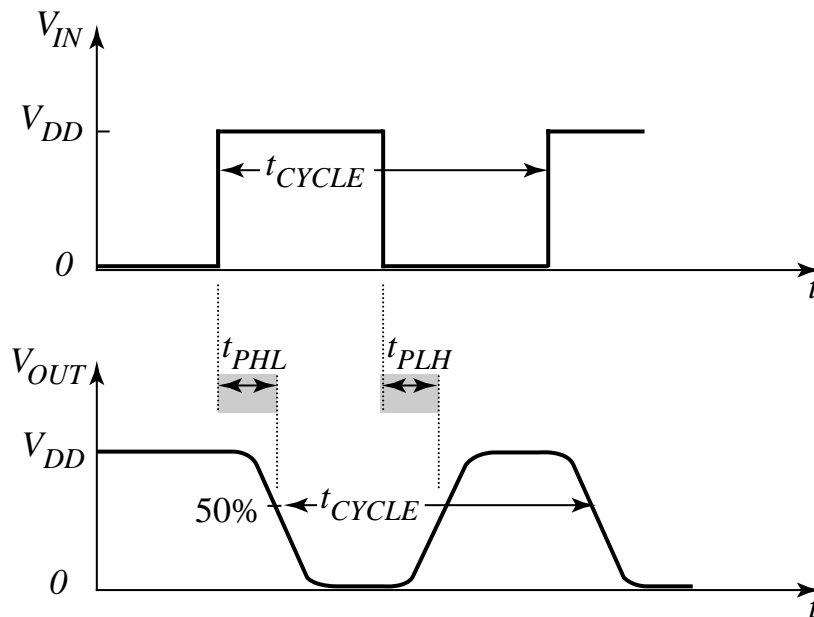 V_IN
V_DD
t_CYCLE
0
t
t_PHL t_PLH
V_OUT
V_DD
50% t_CYCLE
0
t